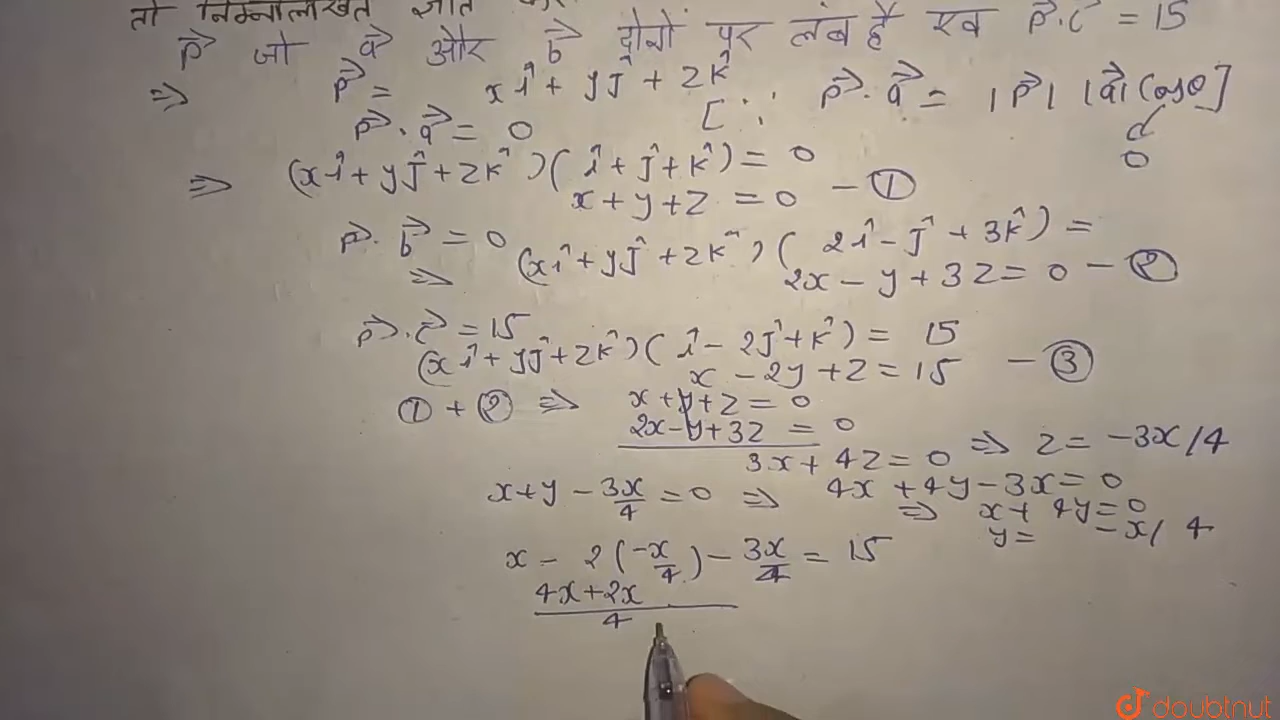 तो निम्नलिखित ज्ञात
p⃗ जो a⃗ और b⃗ दोनों पर लंब है एवं p⃗.c⃗ = 15
⇒ p⃗ = xî + yĵ + zk̂
p⃗.a⃗ = 0 [∵ p⃗.a⃗ = |p⃗| |a⃗| cosθ]
0
⇒ (xî + yĵ + zk̂)(î + ĵ + k̂) = 0
x + y + z = 0 — ①
p⃗.b⃗ = 0 (xî + yĵ + zk̂)(2î - ĵ + 3k̂) =
⇒ 2x - y + 3z = 0 — ②
p⃗.c⃗ = 15
(xî + yĵ + zk̂)(î - 2ĵ + k̂) = 15
x - 2y + z = 15 — ③
① + ② ⇒ x + y + z = 0
2x - y + 3z = 0
3x + 4z = 0 ⇒ z = -3x/4
x + y - 3x/4 = 0 ⇒ 4x + 4y - 3x = 0
⇒ x + 4y = 0
y = -x/4
x - 2(-x/4) - 3x/4 = 15
4x + 2x
4
doubtnut